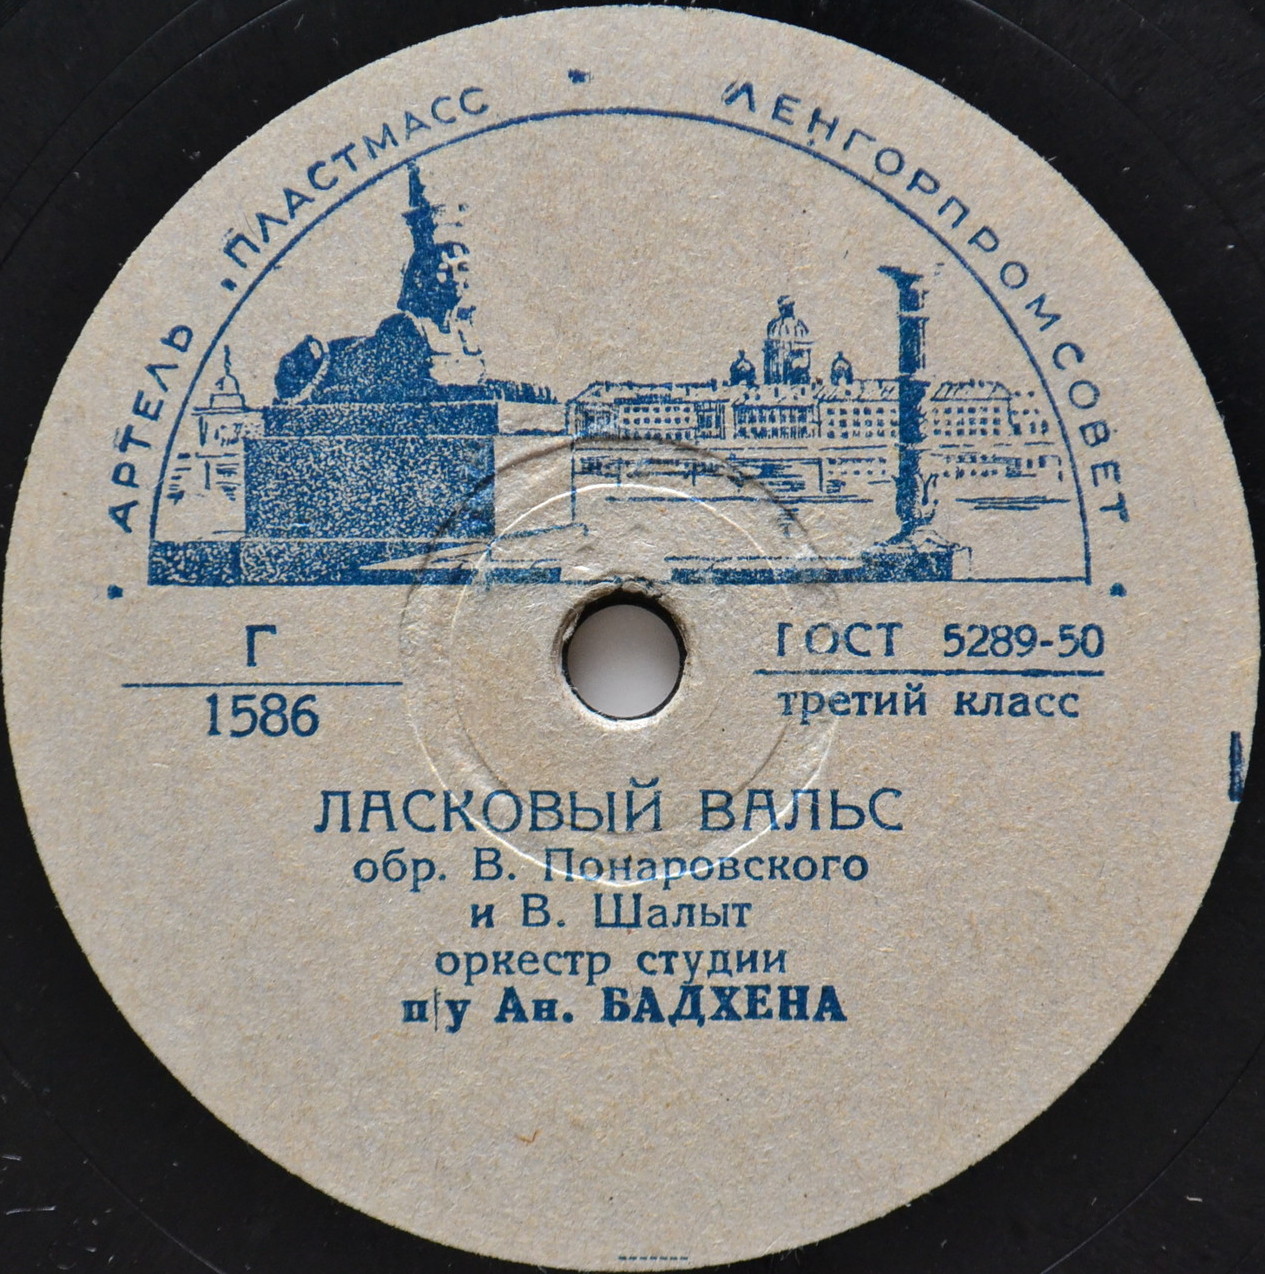 АРТЕЛЬ „ПЛАСТМАСС" • ЛЕНГОРПРОМСОВЕТ
Г
1586
ГОСТ 5289-50
третий класс
ЛАСКОВЫЙ ВАЛЬС
обр. В. Понаровского
и В. Шалыт
оркестр студии
п/у Ан. БАДХЕНА